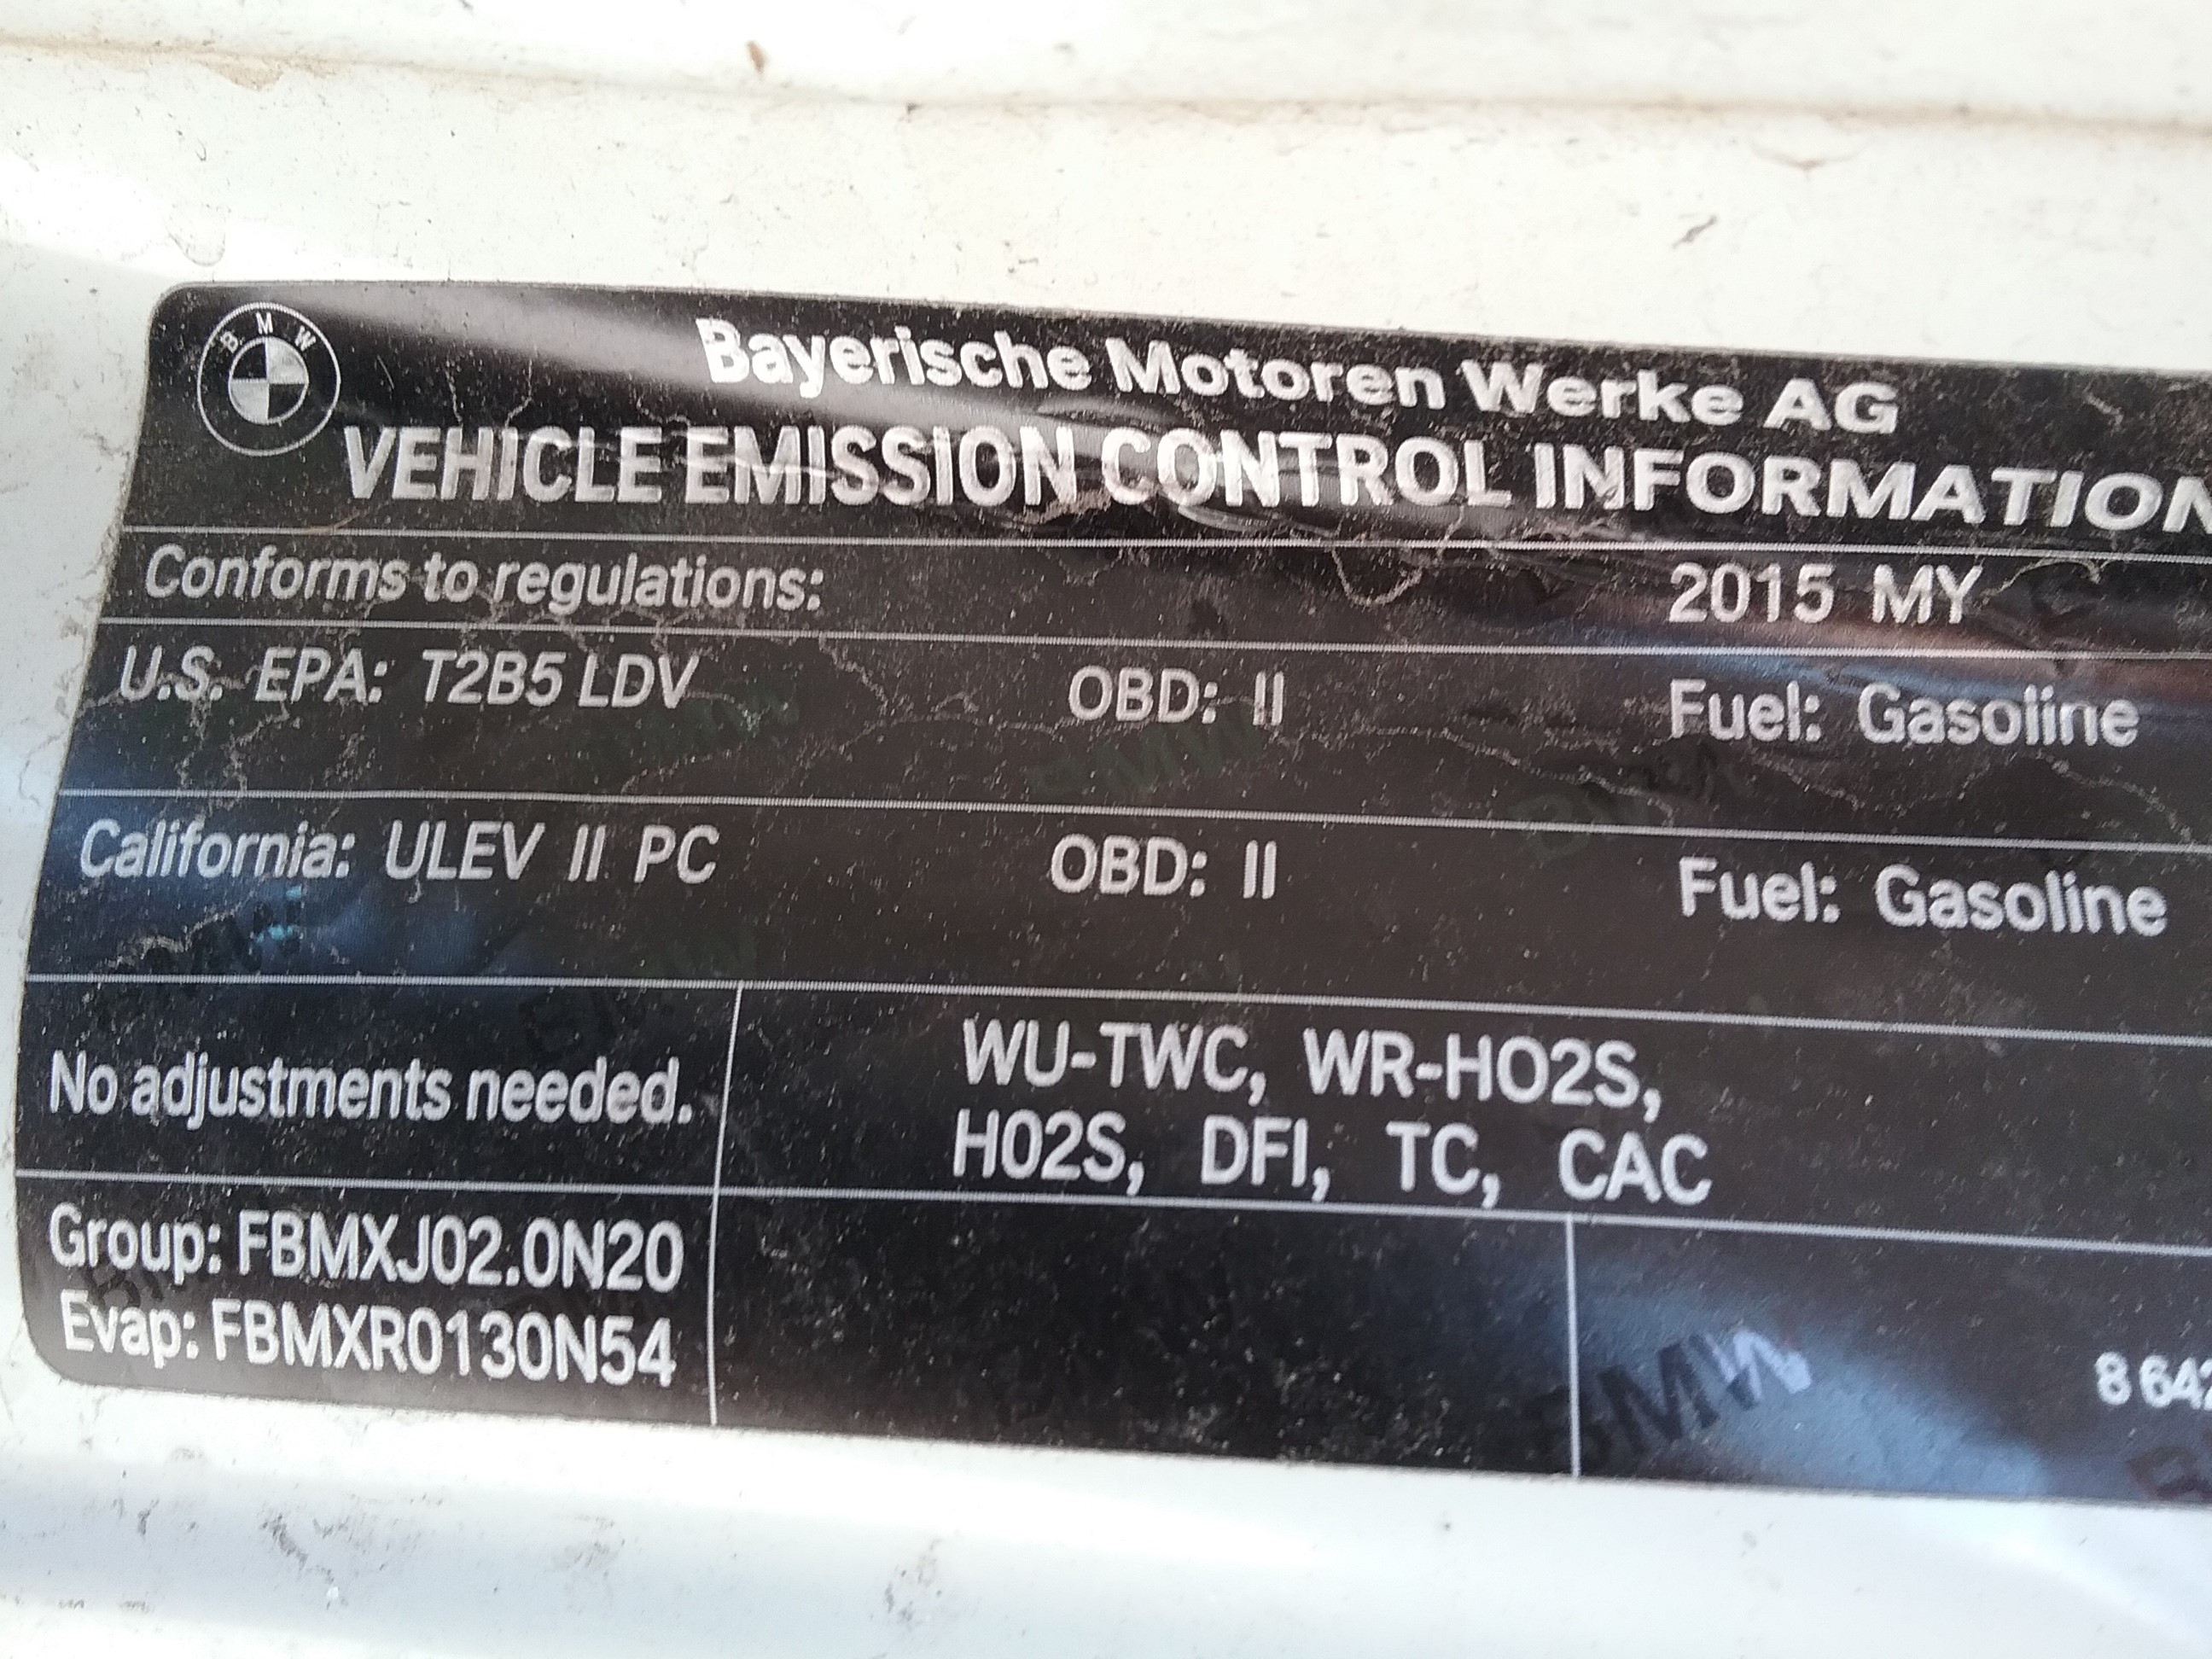 BMW
Bayerische Motoren Werke AG
VEHICLE EMISSION CONTROL INFORMATION
Conforms to regulations: 2015 MY
U.S. EPA: T2B5 LDV OBD: II Fuel: Gasoline
California: ULEV II PC OBD: II Fuel: Gasoline
No adjustments needed.
WU-TWC, WR-HO2S,
HO2S, DFI, TC, CAC
Group: FBMXJ02.0N20
Evap: FBMXR0130N54
BMW